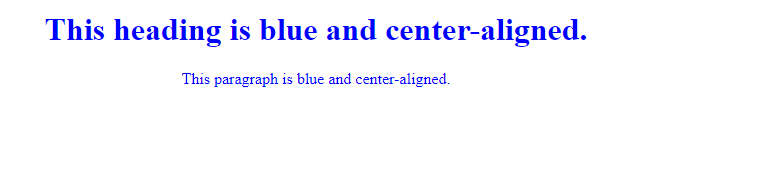 This heading is blue and center-aligned.
This paragraph is blue and center-aligned.